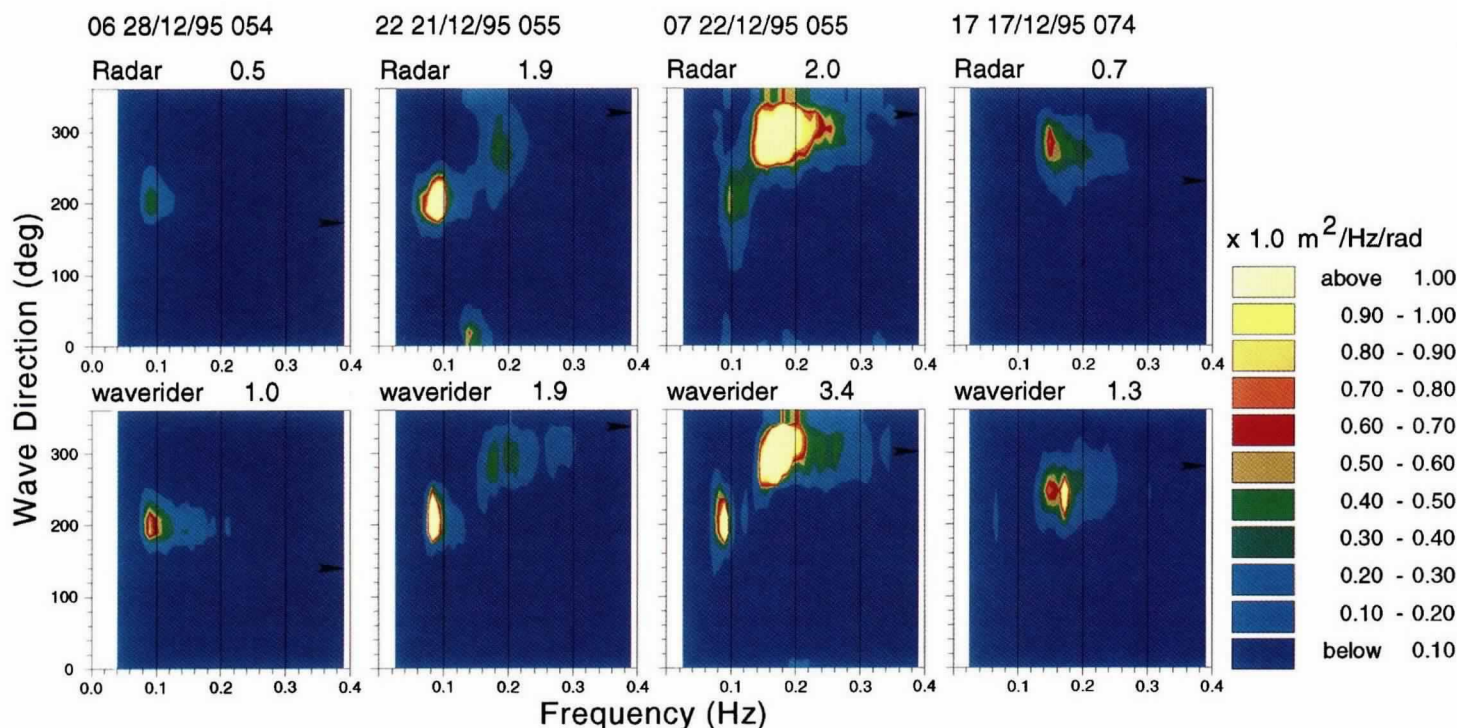 06 28/12/95 054
22 21/12/95 055
07 22/12/95 055
17 17/12/95 074
Radar 0.5
Radar 1.9
Radar 2.0
Radar 0.7
300
200
100
0
0.0 0.1 0.2 0.3 0.4
0.1 0.2 0.3 0.4
0.1 0.2 0.3 0.4
0.1 0.2 0.3 0.4
waverider 1.0
waverider 1.9
waverider 3.4
waverider 1.3
300
200
100
0
0.0 0.1 0.2 0.3 0.4
0.1 0.2 0.3 0.4
0.1 0.2 0.3 0.4
0.1 0.2 0.3 0.4
Wave Direction (deg)
Frequency (Hz)
x 1.0 m²/Hz/rad
above 1.00
0.90 - 1.00
0.80 - 0.90
0.70 - 0.80
0.60 - 0.70
0.50 - 0.60
0.40 - 0.50
0.30 - 0.40
0.20 - 0.30
0.10 - 0.20
below 0.10